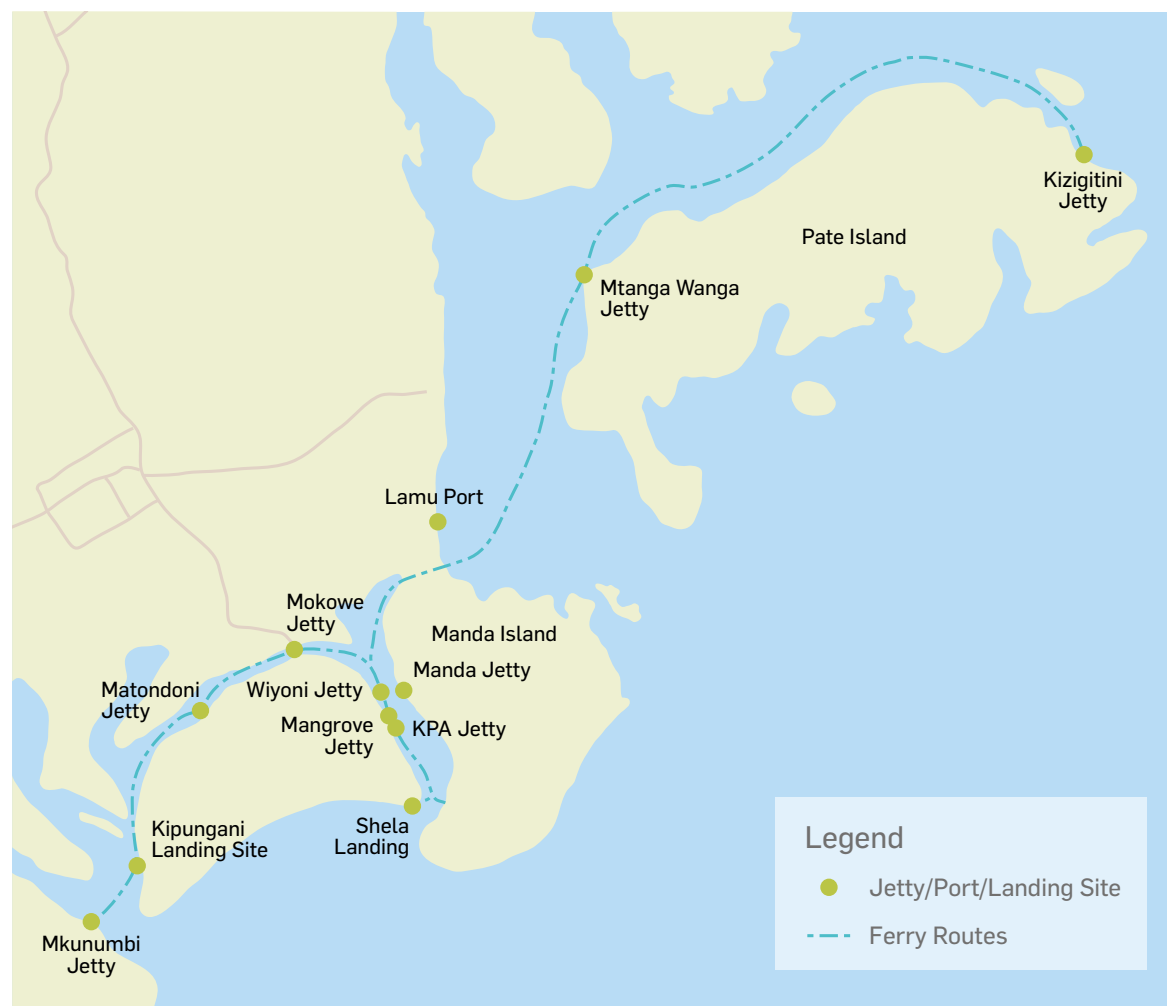 Kizigitini
Jetty
Pate Island
Mtanga Wanga
Jetty
Lamu Port
Mokowe
Jetty
Manda Island
Manda Jetty
Matondoni
Jetty
Wiyoni Jetty
Mangrove
Jetty
KPA Jetty
Shela
Landing
Kipungani
Landing Site
Mkunumbi
Jetty
Legend
Jetty/Port/Landing Site
Ferry Routes